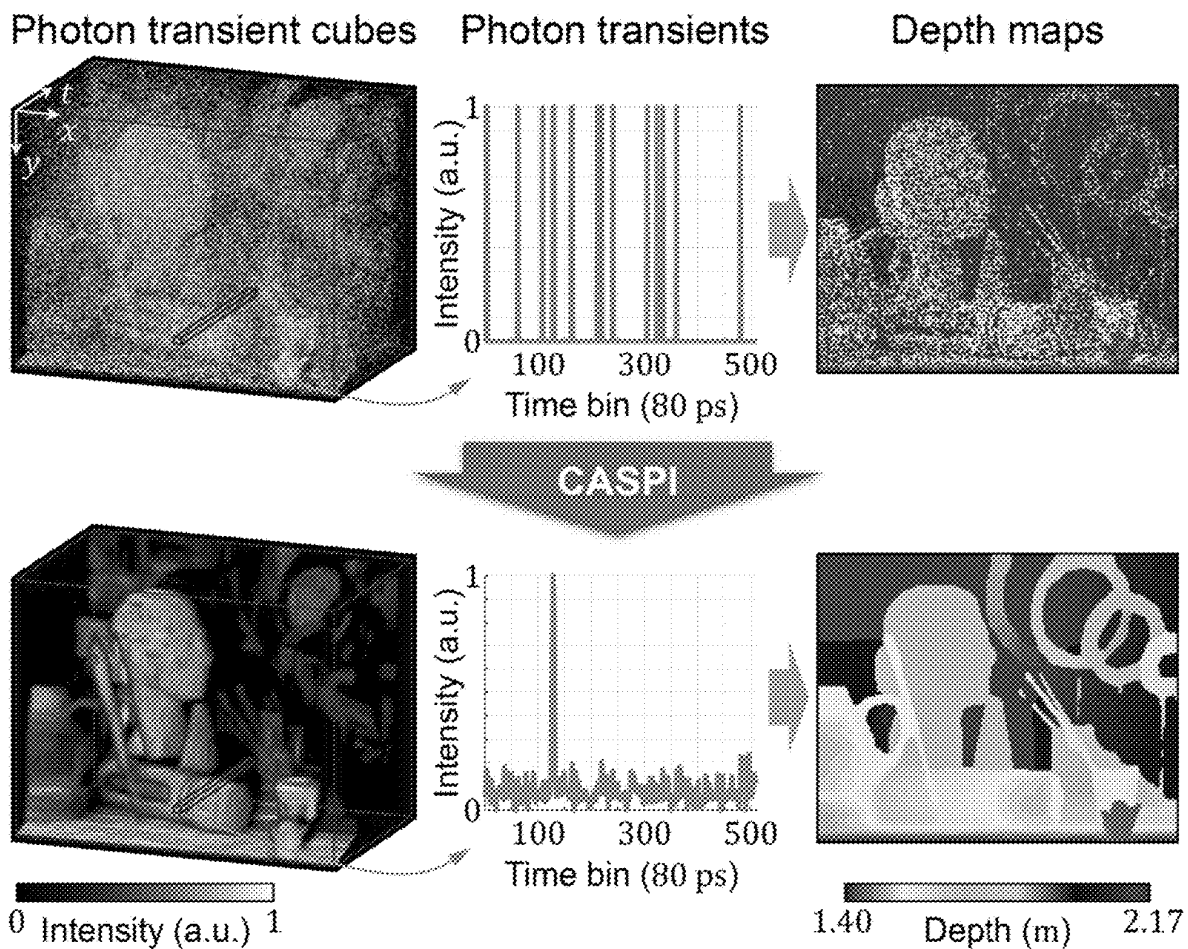 Photon transient cubes Photon transients Depth maps
t
x
y
1
Intensity (a.u.)
0
100 300 500
Time bin (80 ps)
CASPI
1
Intensity (a.u.)
0
100 300 500
Time bin (80 ps)
0 Intensity (a.u.) 1
1.40 Depth (m) 2.17